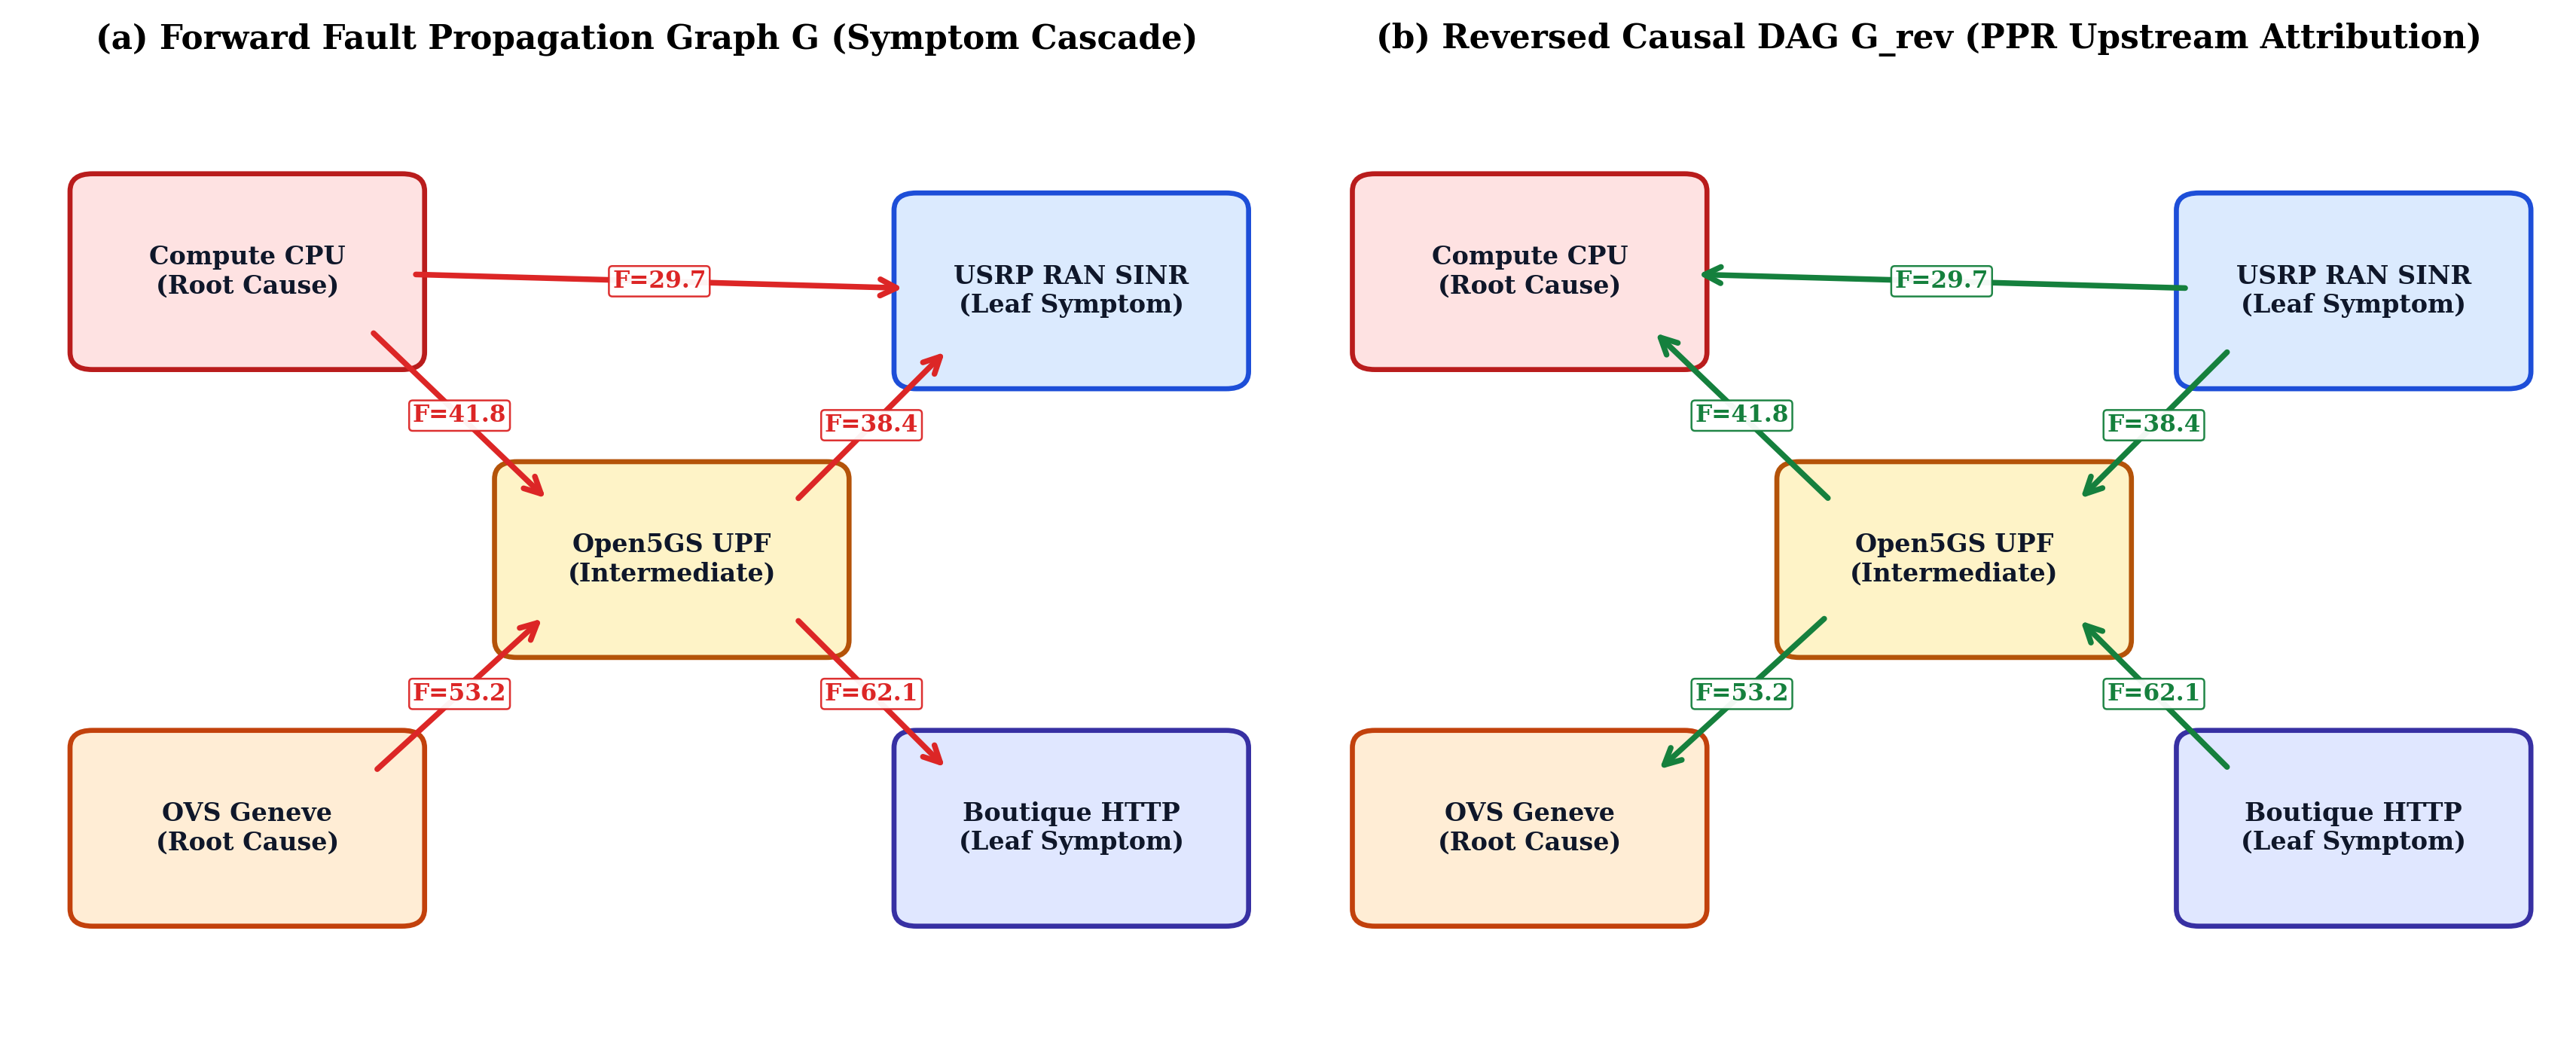 (a) Forward Fault Propagation Graph G (Symptom Cascade)
Compute CPU
(Root Cause)
F=29.7
USRP RAN SINR
(Leaf Symptom)
F=41.8
F=38.4
Open5GS UPF
(Intermediate)
F=53.2
F=62.1
OVS Geneve
(Root Cause)
Boutique HTTP
(Leaf Symptom)
(b) Reversed Causal DAG G_rev (PPR Upstream Attribution)
Compute CPU
(Root Cause)
F=29.7
USRP RAN SINR
(Leaf Symptom)
F=41.8
F=38.4
Open5GS UPF
(Intermediate)
F=53.2
F=62.1
OVS Geneve
(Root Cause)
Boutique HTTP
(Leaf Symptom)